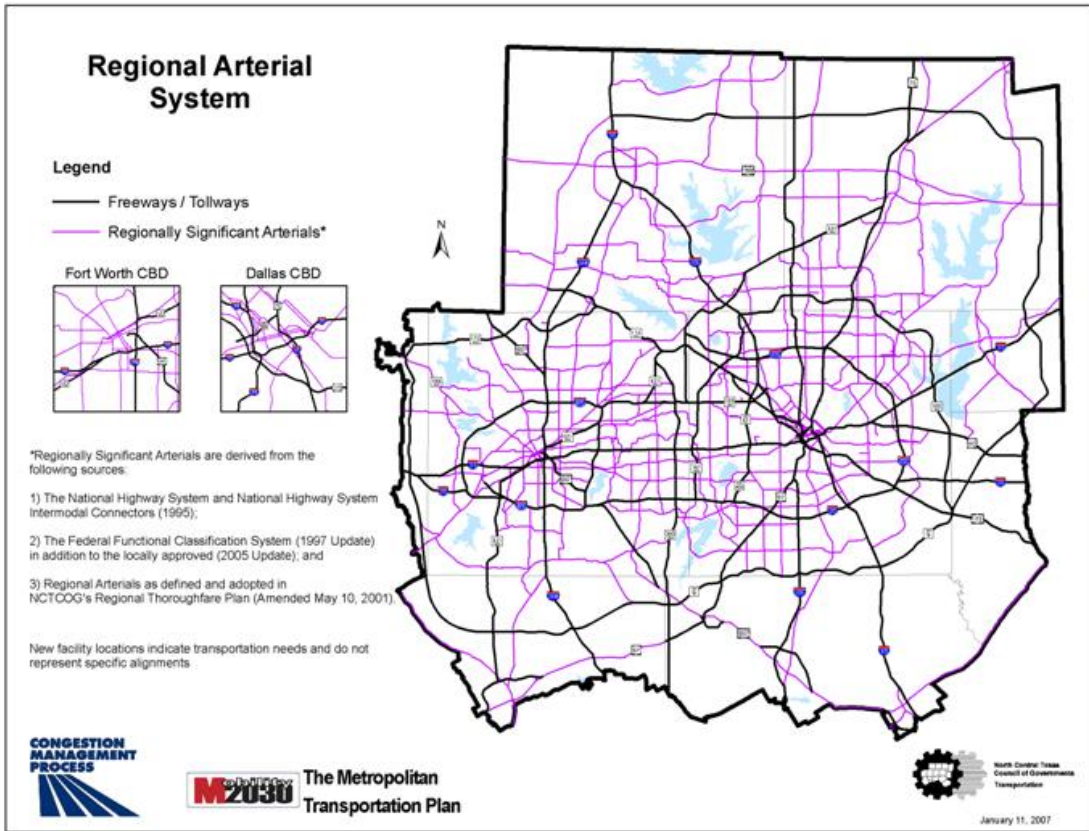 Regional Arterial
System
Legend
Freeways / Tollways
Regionally Significant Arterials*
N
Fort Worth CBD
Dallas CBD
*Regionally Significant Arterials are derived from the
following sources:
1) The National Highway System and National Highway System
Intermodal Connectors (1995);
2) The Federal Functional Classification System (1997 Update)
in addition to the locally approved (2005 Update); and
3) Regional Arterials as defined and adopted in
NCTCOG's Regional Thoroughfare Plan (Amended May 10, 2001).
New facility locations indicate transportation needs and do not
represent specific alignments
CONGESTION
MANAGEMENT
PROCESS
Mobility
2030
The Metropolitan
Transportation Plan
North Central Texas
Council of Governments
Transportation
January 11, 2007